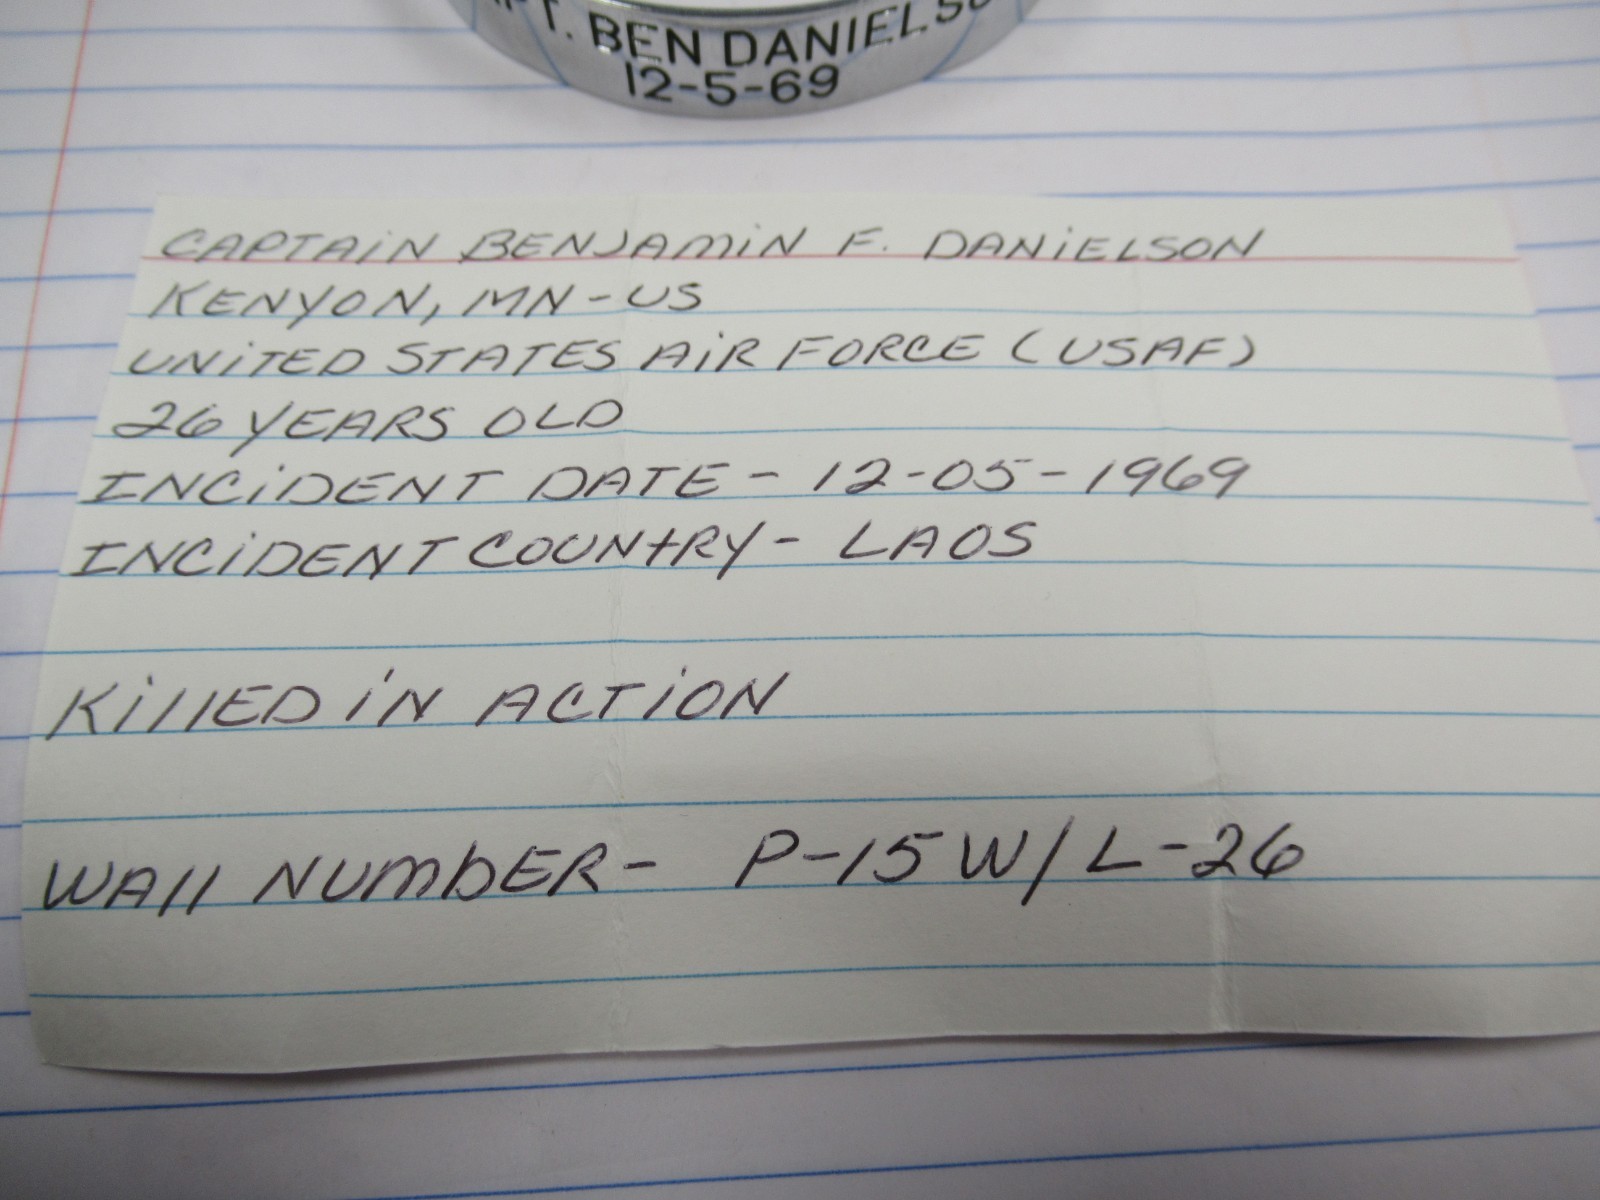 PT. BEN DANIELS
12-5-69
CAPTAIN BENJAMIN F. DANIELSON
KENYON, MN-US
UNITED STATES AIR FORCE (USAF)
26 YEARS OLD
INCIDENT DATE - 12-05-1969
INCIDENT COUNTRY - LAOS
KILLED IN ACTION
WALL NUMBER - P-15W/L-26